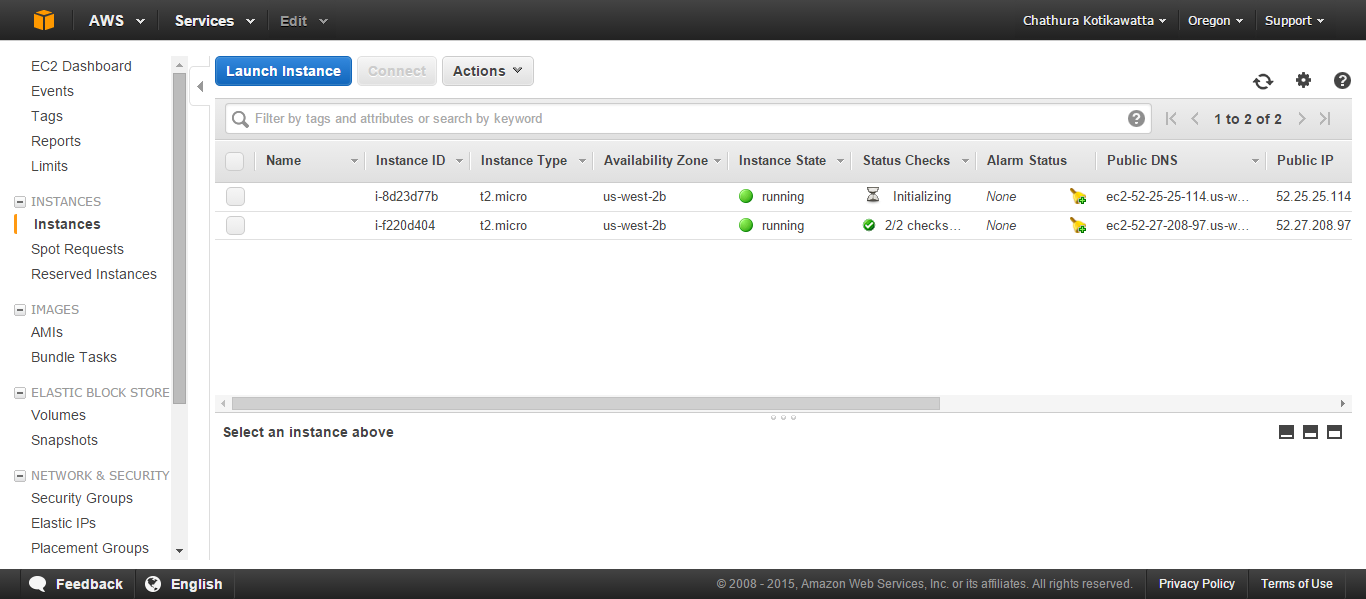 AWS Services Edit Chathura Kotikawatta Oregon Support
EC2 Dashboard
Events
Tags
Reports
Limits
INSTANCES
Instances
Spot Requests
Reserved Instances
IMAGES
AMIs
Bundle Tasks
ELASTIC BLOCK STORE
Volumes
Snapshots
NETWORK & SECURITY
Security Groups
Elastic IPs
Placement Groups
Launch Instance Connect Actions
Filter by tags and attributes or search by keyword 1 to 2 of 2
Name Instance ID Instance Type Availability Zone Instance State Status Checks Alarm Status Public DNS Public IP
i-8d23d77b t2.micro us-west-2b running Initializing None ec2-52-25-25-114.us-w... 52.25.25.114
i-f220d404 t2.micro us-west-2b running 2/2 checks... None ec2-52-27-208-97.us-w... 52.27.208.97
Select an instance above
Feedback English © 2008 - 2015, Amazon Web Services, Inc. or its affiliates. All rights reserved. Privacy Policy Terms of Use